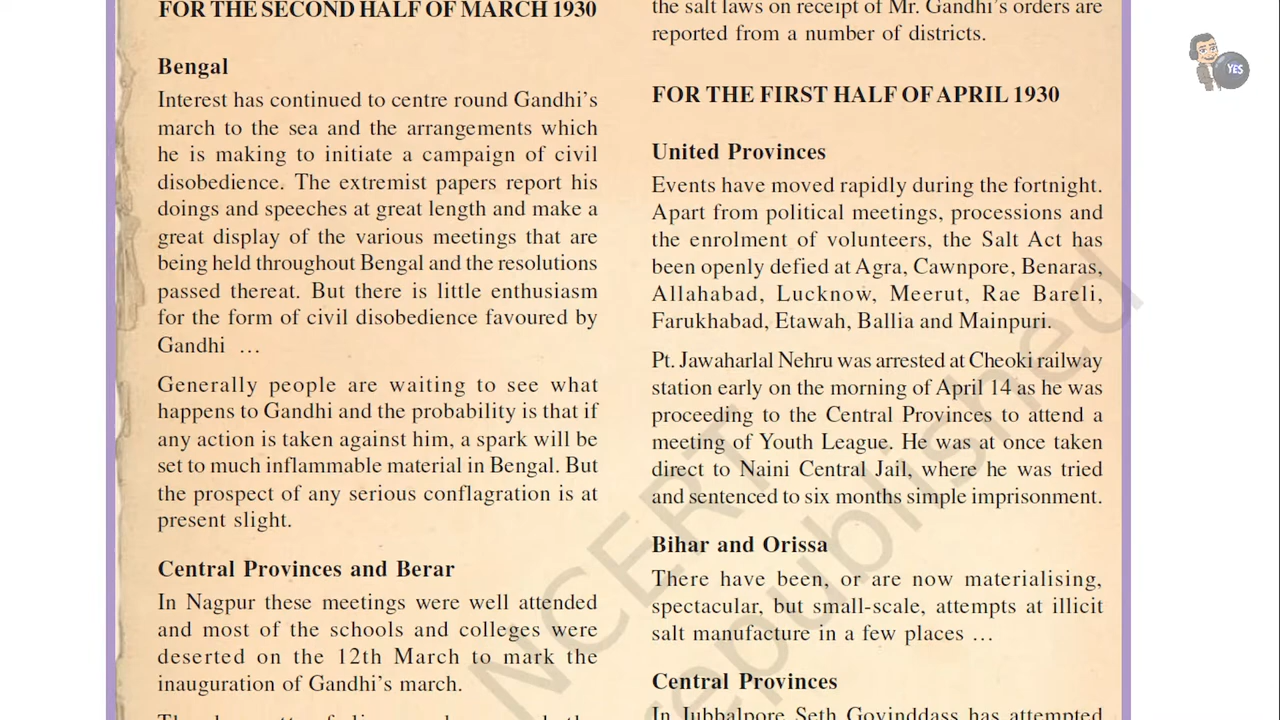 FOR THE SECOND HALF OF MARCH 1930
Bengal
Interest has continued to centre round Gandhi's
march to the sea and the arrangements which
he is making to initiate a campaign of civil
disobedience. The extremist papers report his
doings and speeches at great length and make a
great display of the various meetings that are
being held throughout Bengal and the resolutions
passed thereat. But there is little enthusiasm
for the form of civil disobedience favoured by
Gandhi ...
Generally people are waiting to see what
happens to Gandhi and the probability is that if
any action is taken against him, a spark will be
set to much inflammable material in Bengal. But
the prospect of any serious conflagration is at
present slight.
Central Provinces and Berar
In Nagpur these meetings were well attended
and most of the schools and colleges were
deserted on the 12th March to mark the
inauguration of Gandhi's march.
the salt laws on receipt of Mr. Gandhi's orders are
reported from a number of districts.
FOR THE FIRST HALF OF APRIL 1930
United Provinces
Events have moved rapidly during the fortnight.
Apart from political meetings, processions and
the enrolment of volunteers, the Salt Act has
been openly defied at Agra, Cawnpore, Benaras,
Allahabad, Lucknow, Meerut, Rae Bareli,
Farukhabad, Etawah, Ballia and Mainpuri.
Pt. Jawaharlal Nehru was arrested at Cheoki railway
station early on the morning of April 14 as he was
proceeding to the Central Provinces to attend a
meeting of Youth League. He was at once taken
direct to Naini Central Jail, where he was tried
and sentenced to six months simple imprisonment.
Bihar and Orissa
There have been, or are now materialising,
spectacular, but small-scale, attempts at illicit
salt manufacture in a few places ...
Central Provinces
In Jubbalpore Seth Govinddass has attempted
YES
NCERT
republished